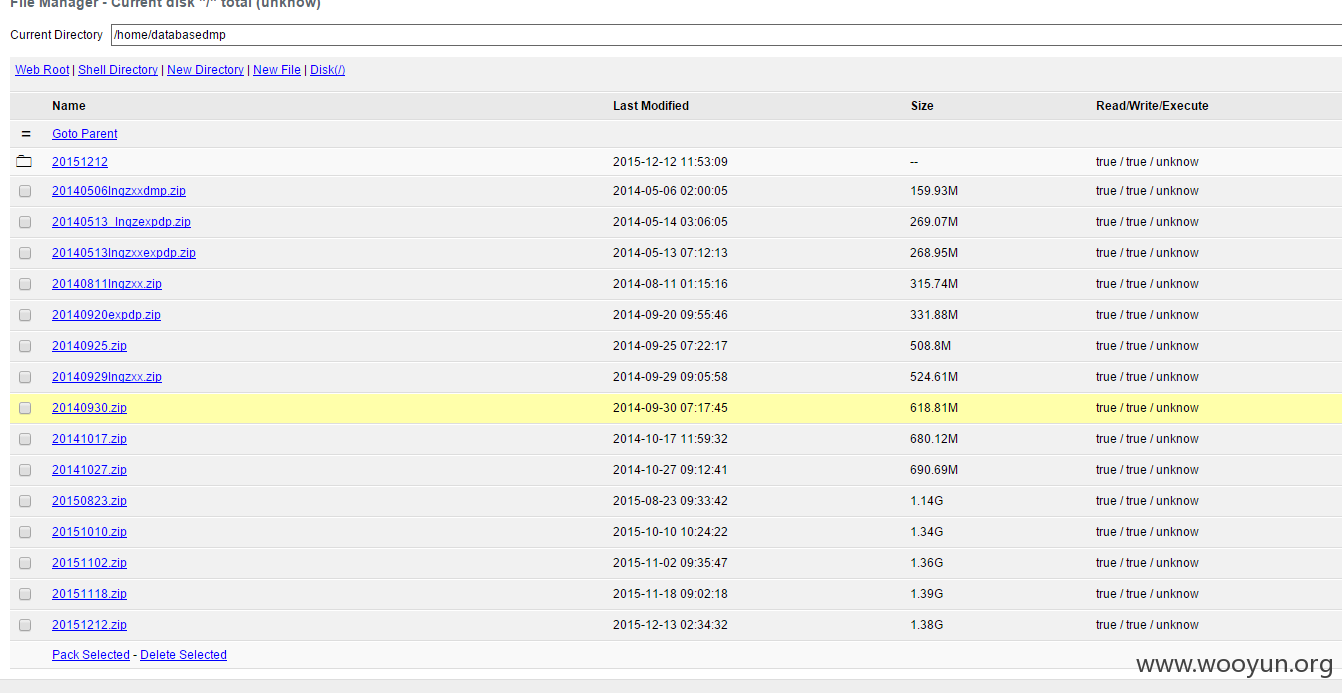 File Manager - Current disk "/" total (unknow)
Current Directory /home/databasedmp
Web Root | Shell Directory | New Directory | New File | Disk(/)
Name Last Modified Size Read/Write/Execute
= Goto Parent
20151212 2015-12-12 11:53:09 -- true / true / unknow
20140506lngzxxdmp.zip 2014-05-06 02:00:05 159.93M true / true / unknow
20140513_lngzexpdp.zip 2014-05-14 03:06:05 269.07M true / true / unknow
20140513lngzxxexpdp.zip 2014-05-13 07:12:13 268.95M true / true / unknow
20140811lngzxx.zip 2014-08-11 01:15:16 315.74M true / true / unknow
20140920expdp.zip 2014-09-20 09:55:46 331.88M true / true / unknow
20140925.zip 2014-09-25 07:22:17 508.8M true / true / unknow
20140929lngzxx.zip 2014-09-29 09:05:58 524.61M true / true / unknow
20140930.zip 2014-09-30 07:17:45 618.81M true / true / unknow
20141017.zip 2014-10-17 11:59:32 680.12M true / true / unknow
20141027.zip 2014-10-27 09:12:41 690.69M true / true / unknow
20150823.zip 2015-08-23 09:33:42 1.14G true / true / unknow
20151010.zip 2015-10-10 10:24:22 1.34G true / true / unknow
20151102.zip 2015-11-02 09:35:47 1.36G true / true / unknow
20151118.zip 2015-11-18 09:02:18 1.39G true / true / unknow
20151212.zip 2015-12-13 02:34:32 1.38G true / true / unknow
Pack Selected - Delete Selected
www.wooyun.org